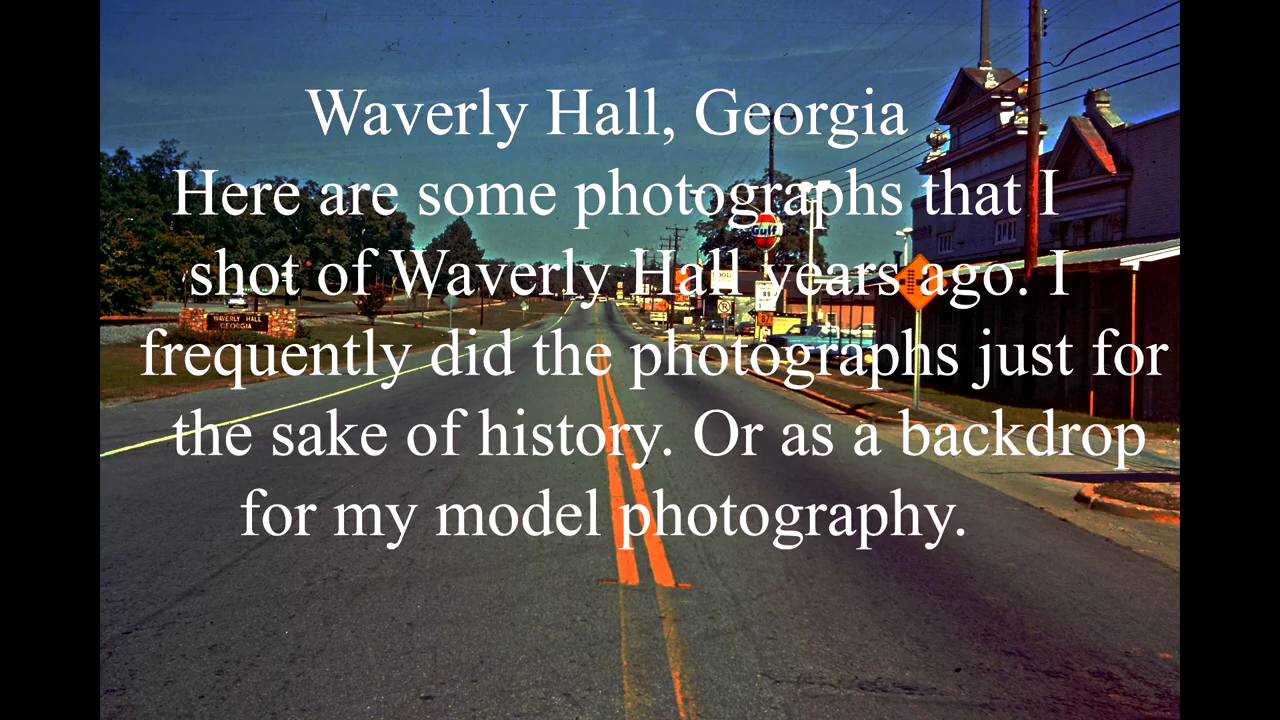 Waverly Hall, Georgia
Here are some photographs that I
shot of Waverly Hall years ago. I
frequently did the photographs just for
the sake of history. Or as a backdrop
for my model photography.
Gulf
WAVERLY HALL
GEORGIA